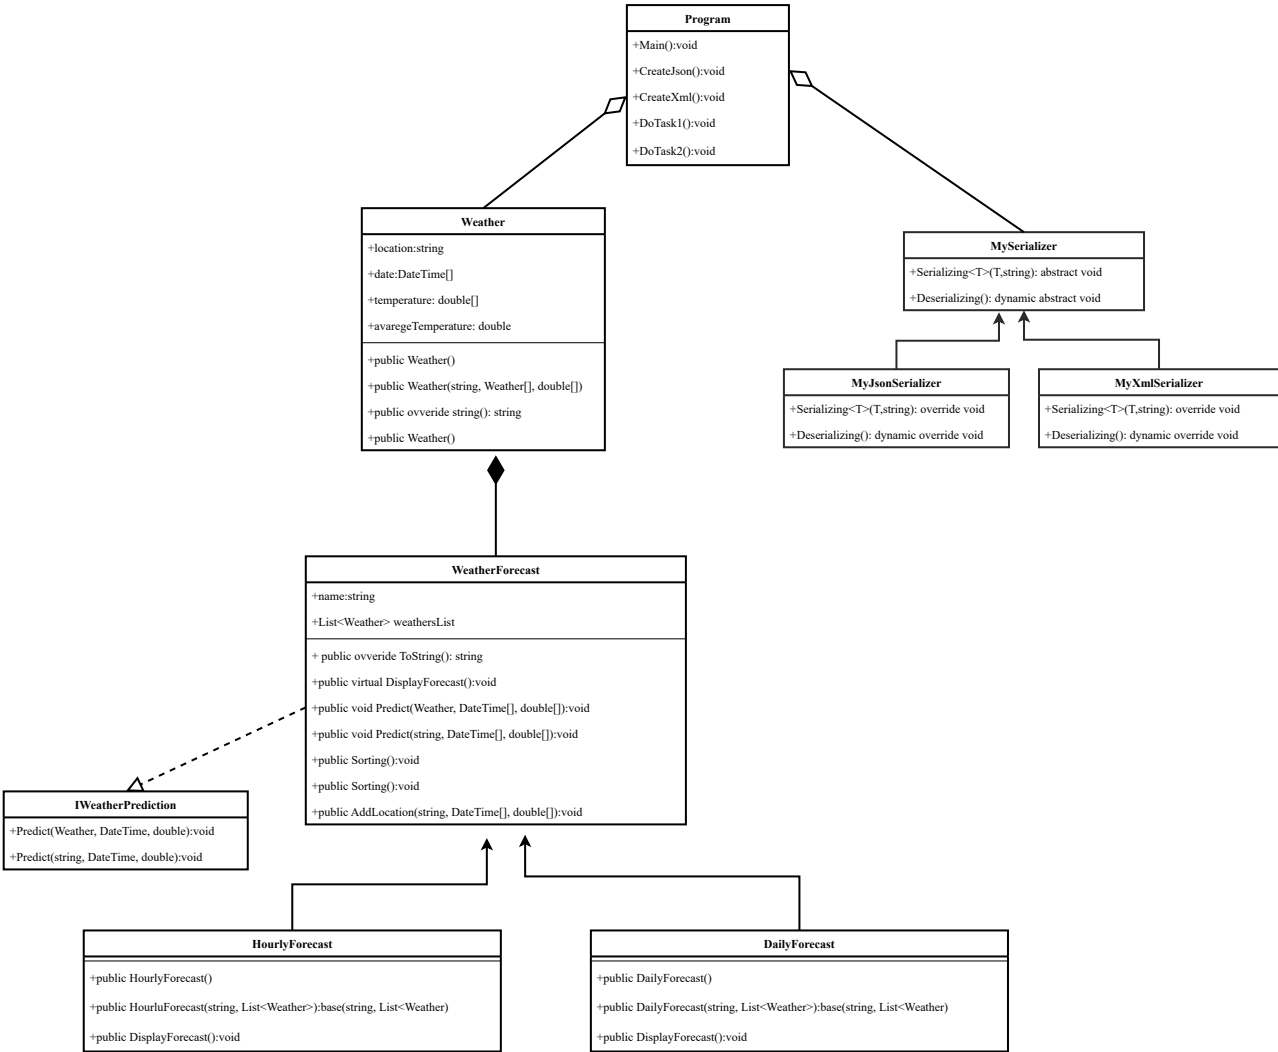 Program
+Main():void
+CreateJson():void
+CreateXml():void
+DoTask1():void
+DoTask2():void
Weather
+location:string
+date:DateTime[]
+temperature: double[]
+avaregeTemperature: double
+public Weather()
+public Weather(string, Weather[], double[])
+public ovveride string(): string
+public Weather()
MySerializer
+Serializing<T>(T,string): abstract void
+Deserializing(): dynamic abstract void
MyJsonSerializer
+Serializing<T>(T,string): override void
+Deserializing(): dynamic override void
MyXmlSerializer
+Serializing<T>(T,string): override void
+Deserializing(): dynamic override void
WeatherForecast
+name:string
+List<Weather> weathersList
+ public ovveride ToString(): string
+public virtual DisplayForecast():void
+public void Predict(Weather, DateTime[], double[]):void
+public void Predict(string, DateTime[], double[]):void
+public Sorting():void
+public Sorting():void
+public AddLocation(string, DateTime[], double[]):void
IWeatherPrediction
+Predict(Weather, DateTime, double):void
+Predict(string, DateTime, double):void
HourlyForecast
+public HourlyForecast()
+public HourluForecast(string, List<Weather>):base(string, List<Weather)
+public DisplayForecast():void
DailyForecast
+public DailyForecast()
+public DailyForecast(string, List<Weather>):base(string, List<Weather)
+public DisplayForecast():void